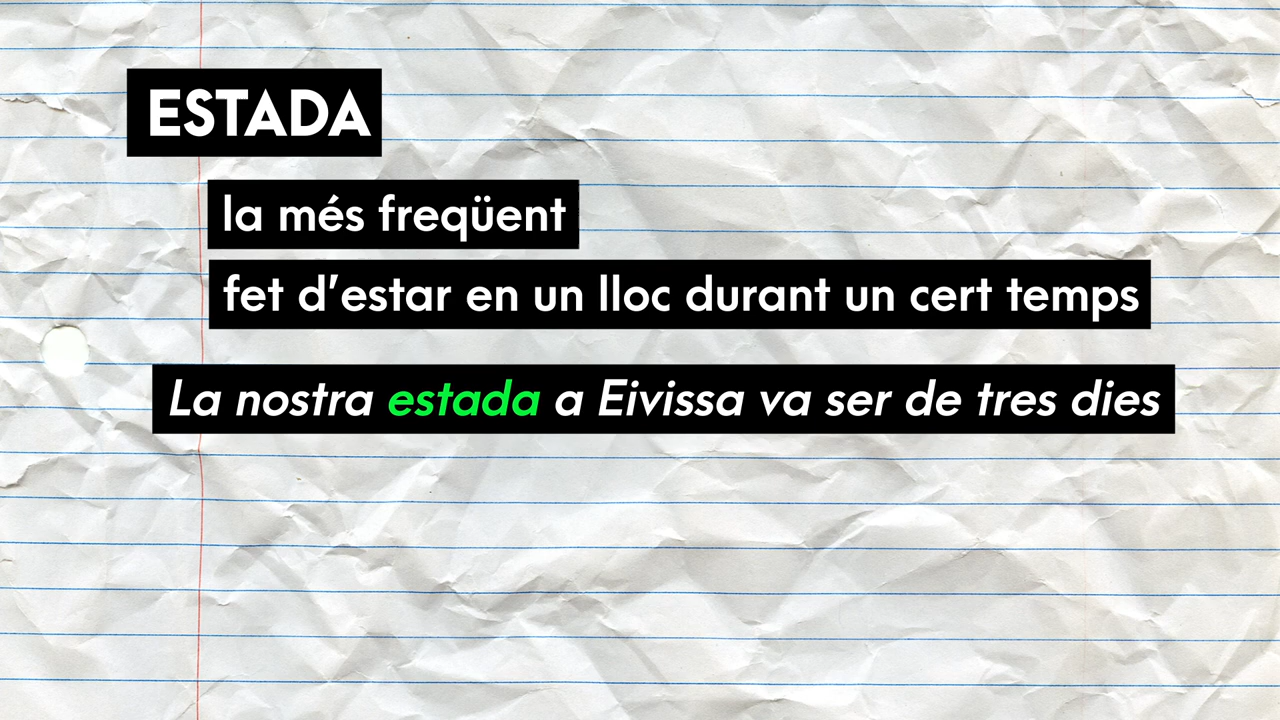 ESTADA
la més freqüent
fet d'estar en un lloc durant un cert temps
La nostra estada a Eivissa va ser de tres dies